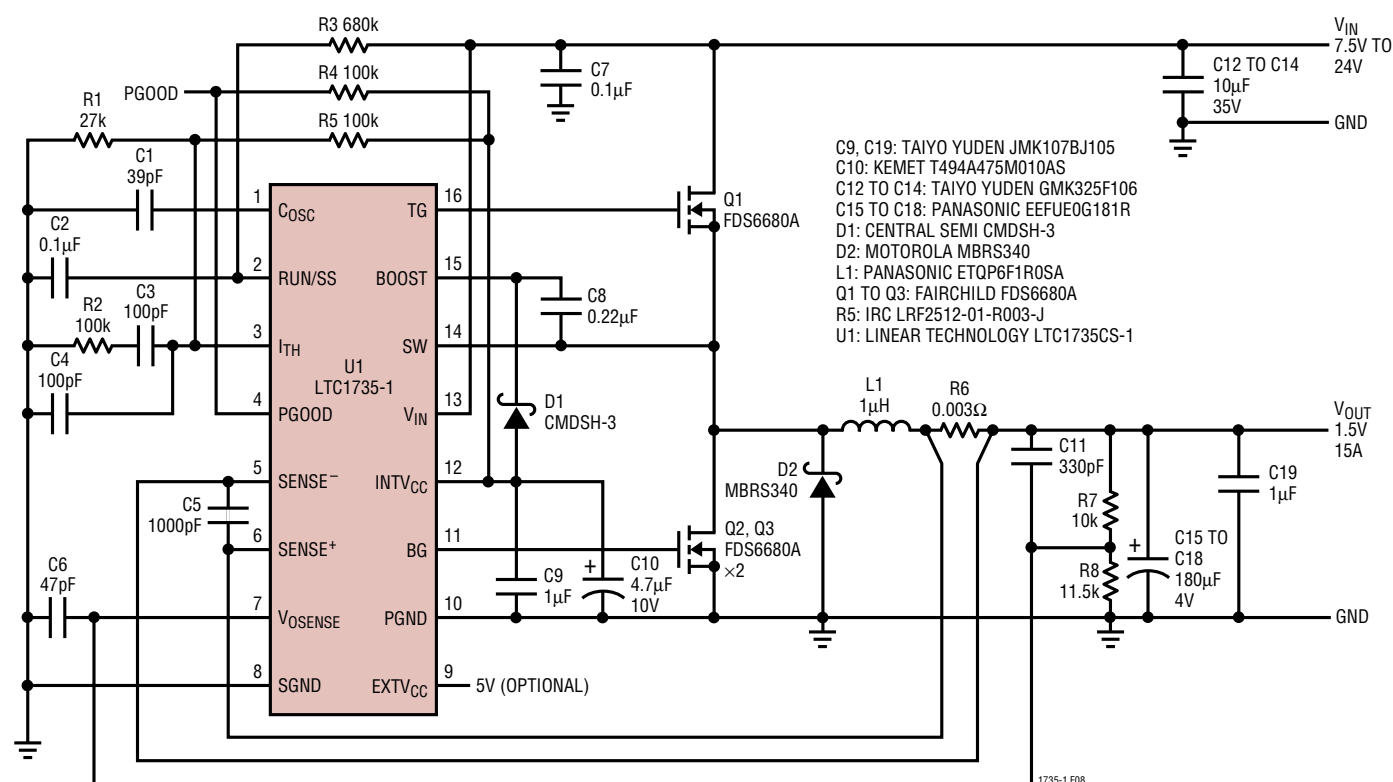 R3 680k
R4 100k
PGOOD
R5 100k
R1
27k
C1
39pF
C2
0.1µF
R2
100k
C3
100pF
C4
100pF
C5
1000pF
C6
47pF
C7
0.1µF
VIN
7.5V TO
24V
C12 TO C14
10µF
35V
GND
C9, C19: TAIYO YUDEN JMK107BJ105
C10: KEMET T494A475M010AS
C12 TO C14: TAIYO YUDEN GMK325F106
C15 TO C18: PANASONIC EEFUE0G181R
D1: CENTRAL SEMI CMDSH-3
D2: MOTOROLA MBRS340
L1: PANASONIC ETQP6F1R0SA
Q1 TO Q3: FAIRCHILD FDS6680A
R5: IRC LRF2512-01-R003-J
U1: LINEAR TECHNOLOGY LTC1735CS-1
1 COSC
2 RUN/SS
3 ITH
4 PGOOD
5 SENSE−
6 SENSE+
7 VOSENSE
8 SGND
U1
LTC1735-1
TG 16
BOOST 15
SW 14
VIN 13
INTVCC 12
BG 11
PGND 10
EXTVCC 9
5V (OPTIONAL)
Q1
FDS6680A
C8
0.22µF
D1
CMDSH-3
C9
1µF
+
C10
4.7µF
10V
Q2, Q3
FDS6680A
×2
D2
MBRS340
L1
1µH
R6
0.003Ω
C11
330pF
R7
10k
R8
11.5k
+
C15 TO
C18
180µF
4V
C19
1µF
VOUT
1.5V
15A
GND
1735-1 F08